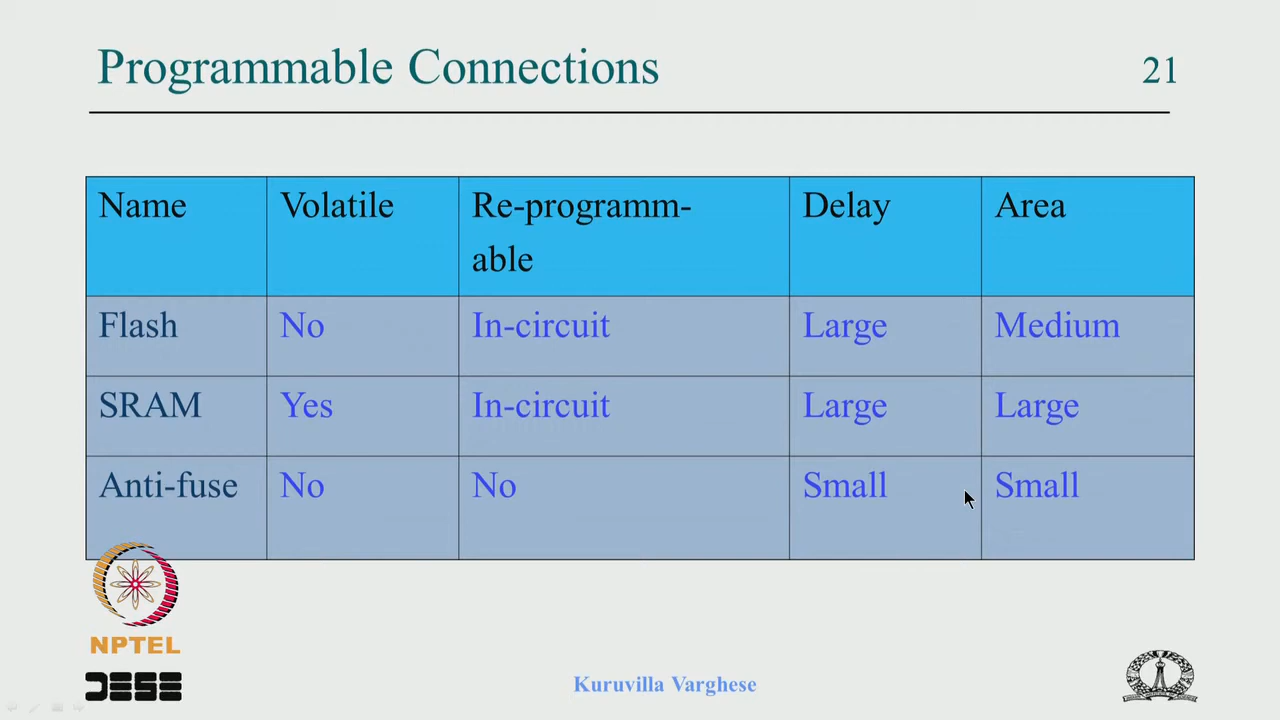 Programmable Connections
21
Name Volatile Re-programm- Delay Area
able
Flash No In-circuit Large Medium
SRAM Yes In-circuit Large Large
Anti-fuse No No Small Small
NPTEL
DESE
Kuruvilla Varghese